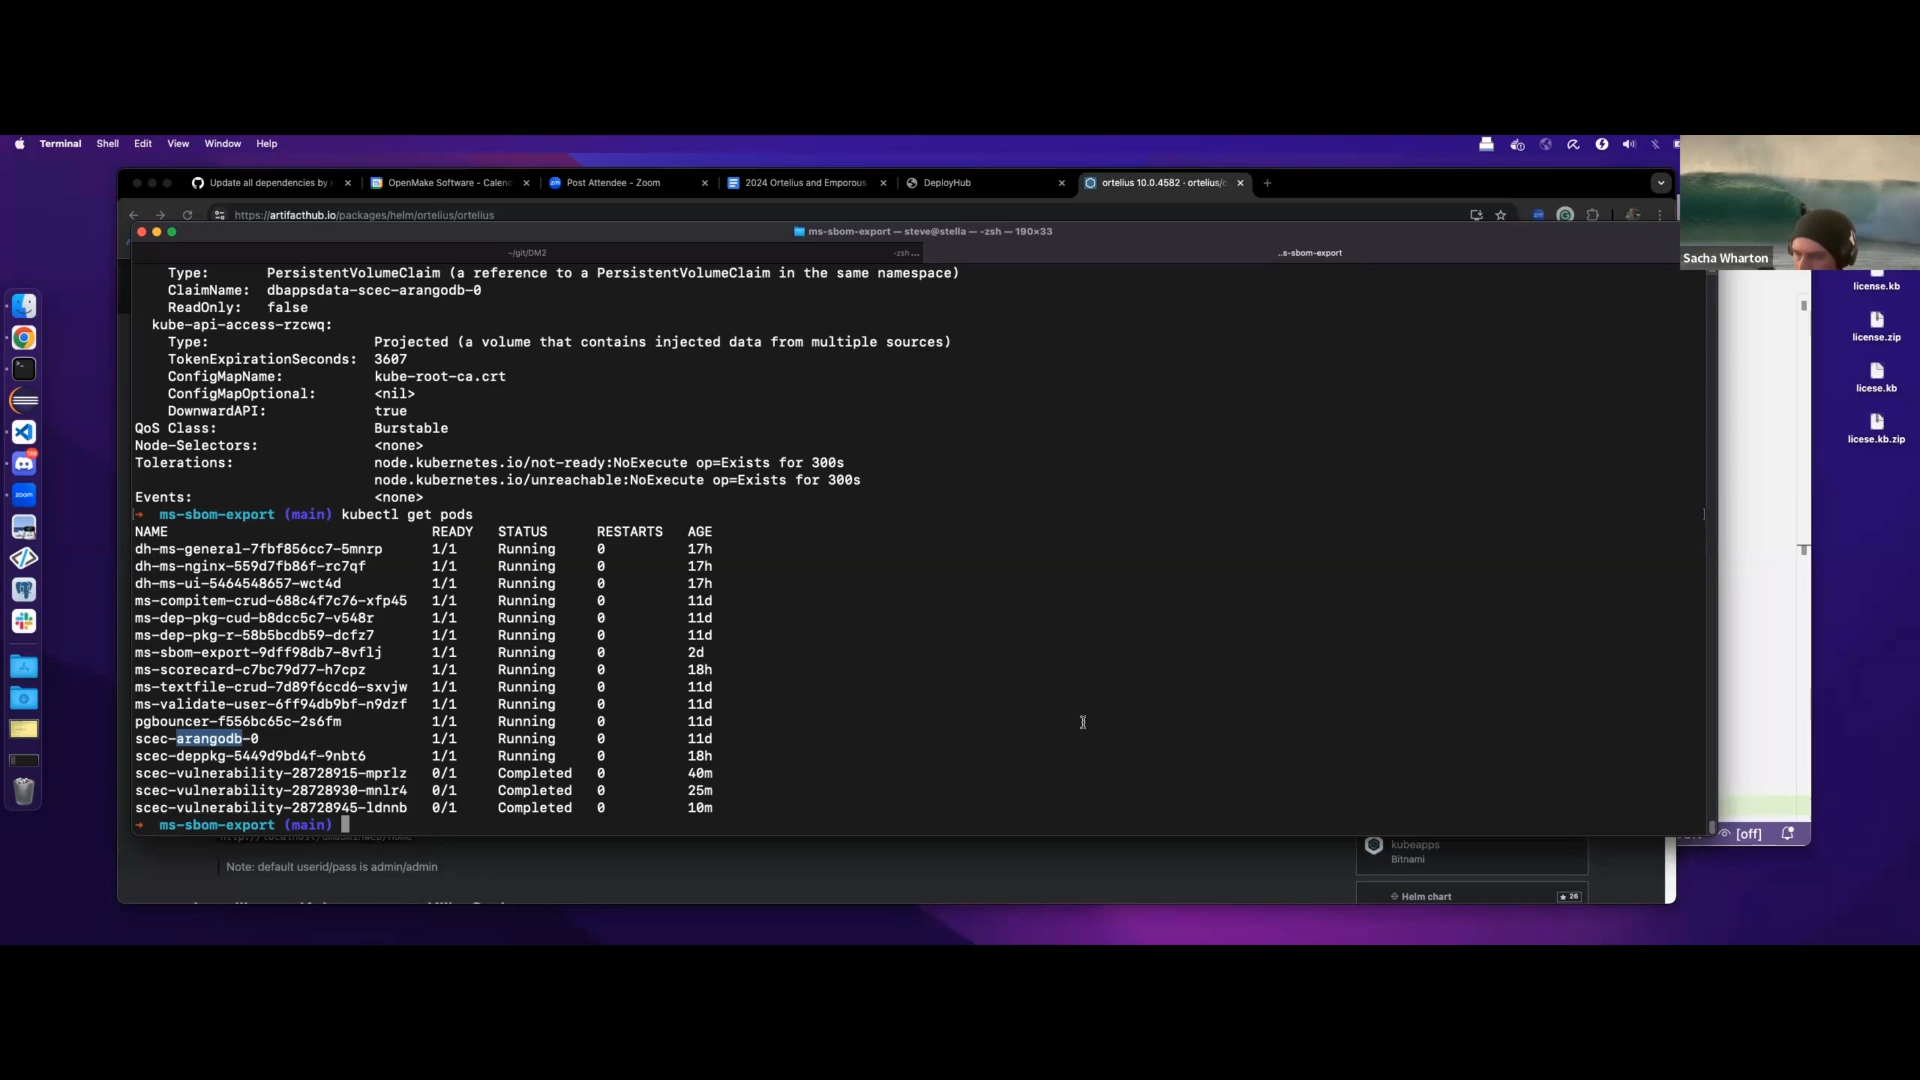 Terminal Shell Edit View Window Help
Update all dependencies by
OpenMake Software - Calen
Post Attendee - Zoom
2024 Ortelius and Emporous
DeployHub
ortelius 10.0.4582 · ortelius/
https://artifacthub.io/packages/helm/ortelius/ortelius
ms-sbom-export — steve@stella — -zsh — 190×33
~/git/DM2
-zsh ...
..s-sbom-export
Sacha Wharton
Type: PersistentVolumeClaim (a reference to a PersistentVolumeClaim in the same namespace)
ClaimName: dbappsdata-scec-arangodb-0
ReadOnly: false
kube-api-access-rzcwq:
Type: Projected (a volume that contains injected data from multiple sources)
TokenExpirationSeconds: 3607
ConfigMapName: kube-root-ca.crt
ConfigMapOptional: <nil>
DownwardAPI: true
QoS Class: Burstable
Node-Selectors: <none>
Tolerations: node.kubernetes.io/not-ready:NoExecute op=Exists for 300s
node.kubernetes.io/unreachable:NoExecute op=Exists for 300s
Events: <none>
→ ms-sbom-export (main) kubectl get pods
NAME READY STATUS RESTARTS AGE
dh-ms-general-7fbf856cc7-5mnrp 1/1 Running 0 17h
dh-ms-nginx-559d7fb86f-rc7qf 1/1 Running 0 17h
dh-ms-ui-5464548657-wct4d 1/1 Running 0 17h
ms-compitem-crud-688c4f7c76-xfp45 1/1 Running 0 11d
ms-dep-pkg-cud-b8dcc5c7-v548r 1/1 Running 0 11d
ms-dep-pkg-r-58b5bcdb59-dcfz7 1/1 Running 0 11d
ms-sbom-export-9dff98db7-8vflj 1/1 Running 0 2d
ms-scorecard-c7bc79d77-h7cpz 1/1 Running 0 18h
ms-textfile-crud-7d89f6ccd6-sxvjw 1/1 Running 0 11d
ms-validate-user-6ff94db9bf-n9dzf 1/1 Running 0 11d
pgbouncer-f556bc65c-2s6fm 1/1 Running 0 11d
scec-arangodb-0 1/1 Running 0 11d
scec-deppkg-5449d9bd4f-9nbt6 1/1 Running 0 18h
scec-vulnerability-28728915-mprlz 0/1 Completed 0 40m
scec-vulnerability-28728930-mnlr4 0/1 Completed 0 25m
scec-vulnerability-28728945-ldnnb 0/1 Completed 0 10m
→ ms-sbom-export (main)
license.kb
license.zip
licese.kb
licese.kb.zip
zoom
[off]
Note: default userid/pass is admin/admin
kubeapps
Bitnami
Helm chart
★ 26